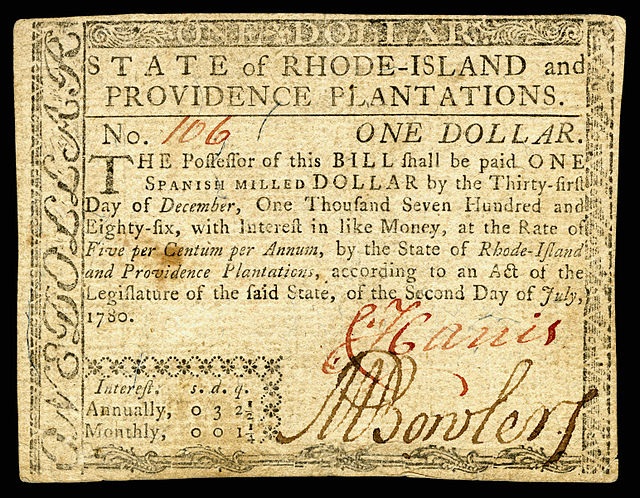 ONE DOLLAR
ONE DOLLAR
STATE of RHODE-ISLAND and
PROVIDENCE PLANTATIONS.
No. 106 ONE DOLLAR.
THE Poſſeſſor of this BILL ſhall be paid ONE
SPANISH MILLED DOLLAR by the Thirty-firſt
Day of December, One Thouſand Seven Hundred and
Eighty-ſix, with Intereſt in like Money, at the Rate of
Five per Centum per Annum, by the State of Rhode-Iſland
and Providence Plantations, according to an Act of the
Legiſlature of the ſaid State, of the Second Day of July,
1780.
C Harris
Intereſt. s. d. q.
Annually, 0 3 2½
Monthly, 0 0 1¼
M Bowler